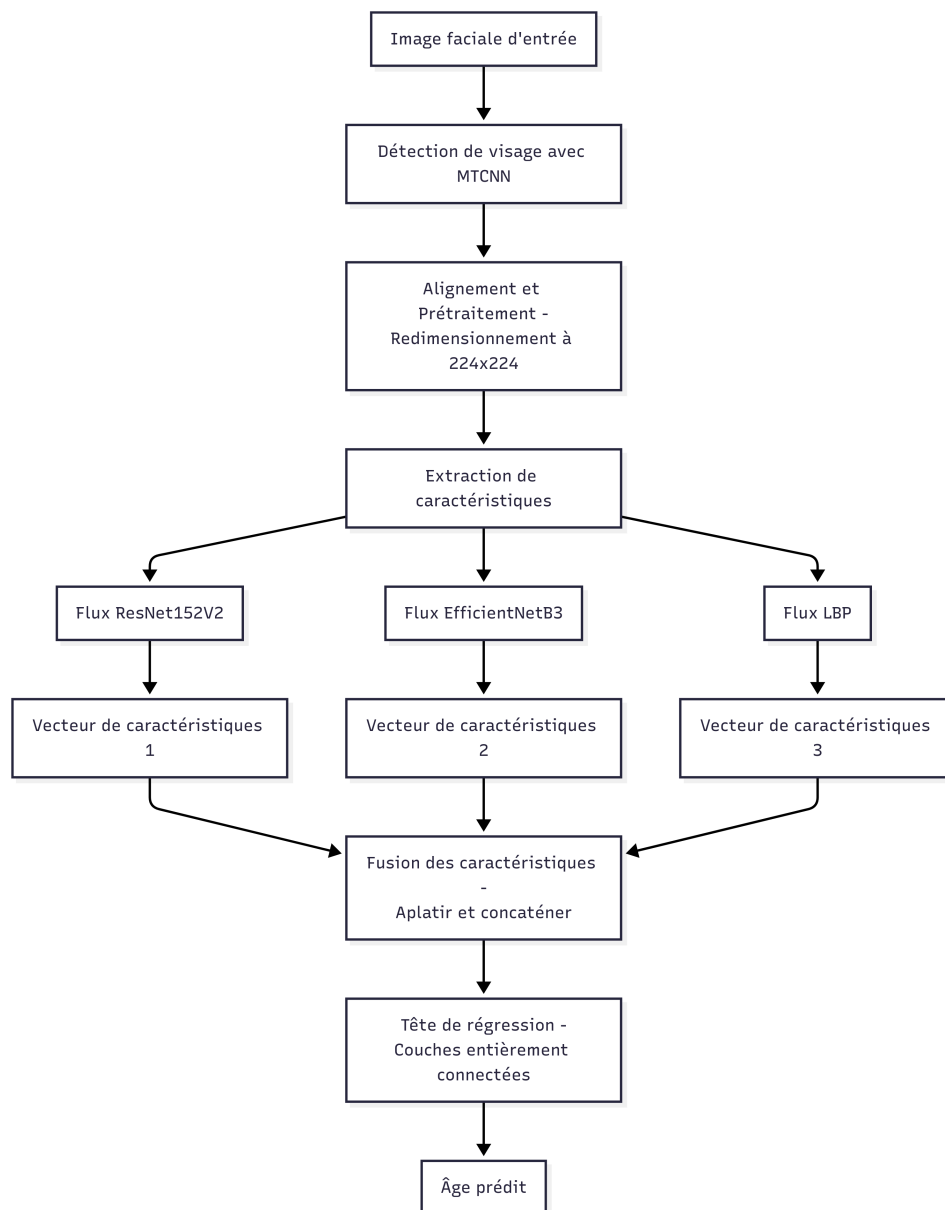 Image faciale d'entrée
Détection de visage avec
MTCNN
Alignement et
Prétraitement -
Redimensionnement à
224x224
Extraction de
caractéristiques
Flux ResNet152V2
Flux EfficientNetB3
Flux LBP
Vecteur de caractéristiques
1
Vecteur de caractéristiques
2
Vecteur de caractéristiques
3
Fusion des caractéristiques
-
Aplatir et concaténer
Tête de régression -
Couches entièrement
connectées
Âge prédit